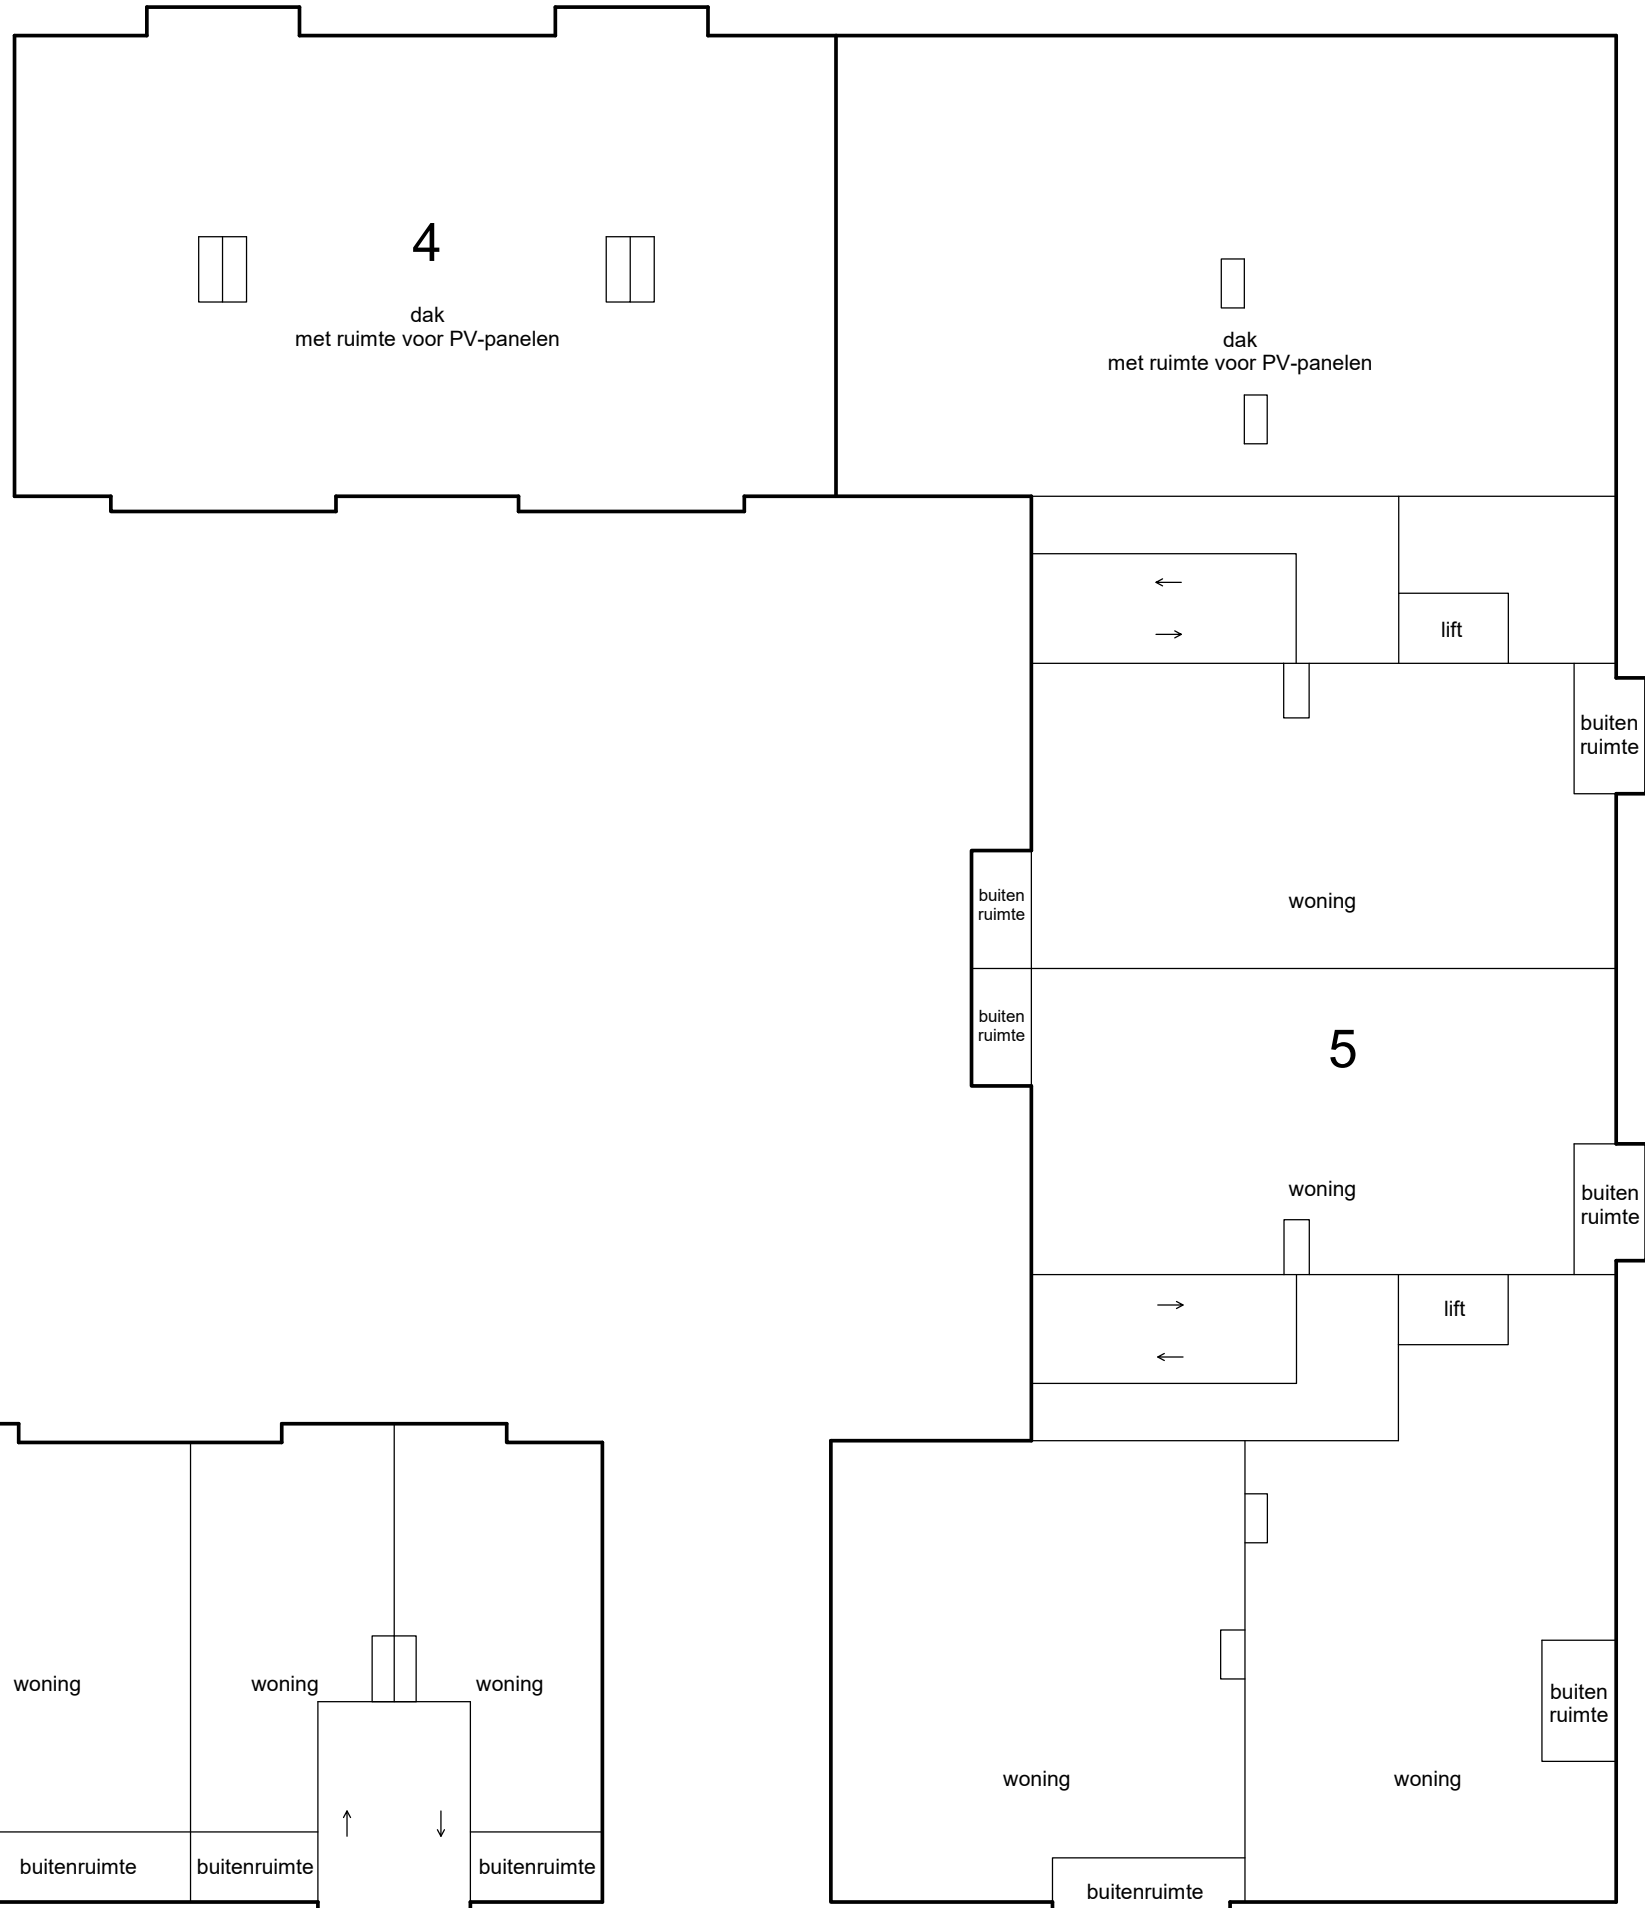 4
dak
met ruimte voor PV-panelen
dak
met ruimte voor PV-panelen
lift
buiten
ruimte
buiten
ruimte
woning
buiten
ruimte
5
woning
buiten
ruimte
lift
woning
woning
woning
buiten
ruimte
woning
woning
buitenruimte
buitenruimte
buitenruimte
buitenruimte